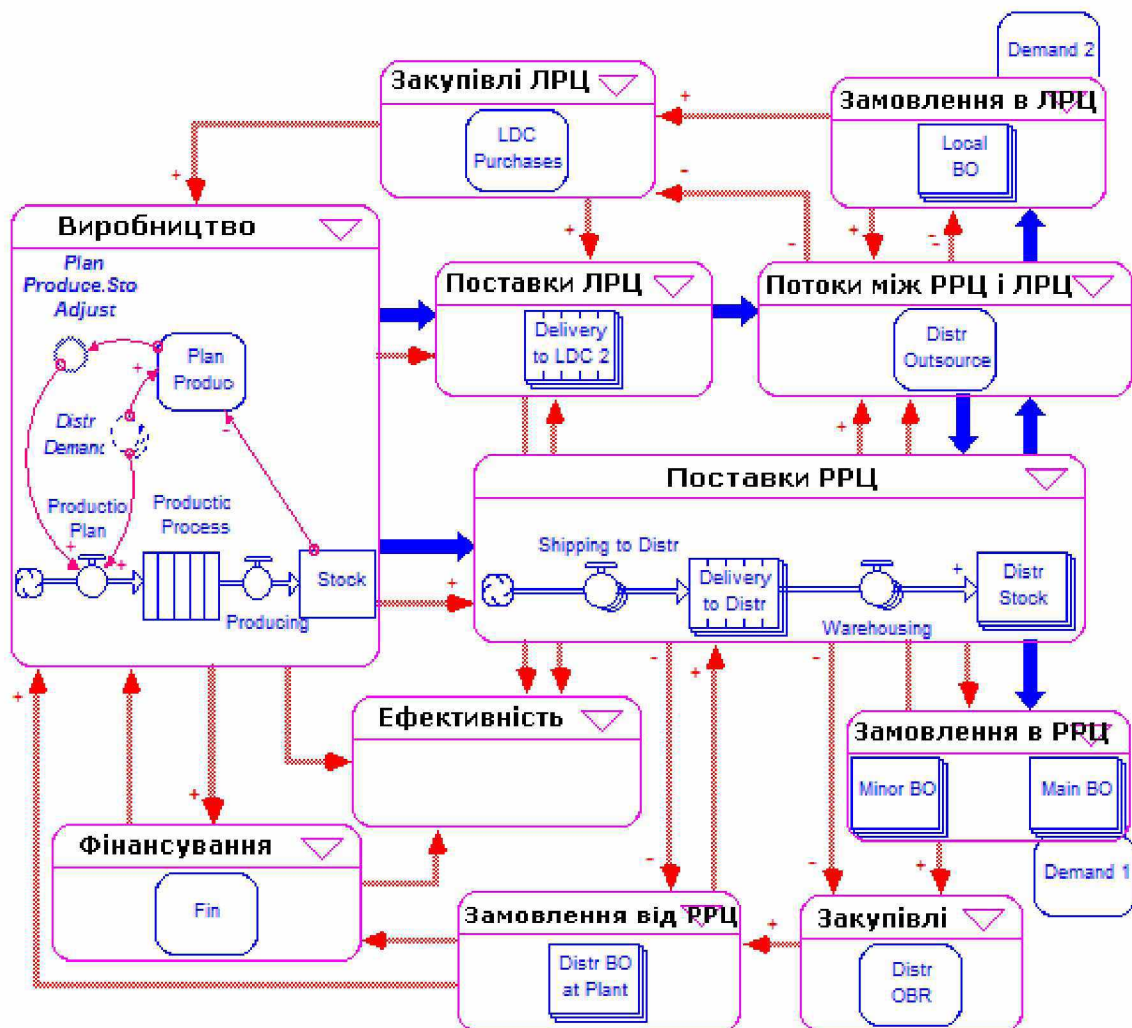 Demand 2
Закупівлі ЛРЦ
LDC
Purchases
+
Замовлення в ЛРЦ
Local
BO
-
+
+
+
-
-
Виробництво
Plan
Produce.Sto
Adjust
Plan
Produc
+
Distr
Demanc
-
Productio
Plan
Productic
Process
+
+
Producing
Stock
Поставки ЛРЦ
Delivery
to LDC 2
Потоки між РРЦ і ЛРЦ
Distr
Outsource
+
+
+
Поставки РРЦ
Shipping to Distr
Delivery
to Distr
Warehousing
+
Distr
Stock
+
-
+
-
Ефективність
Замовлення в РРЦ
Minor BO
Main BO
Demand 1
+
Фінансування
Fin
-
-
+
Замовлення від РРЦ
Distr BO
at Plant
+
Закупівлі
Distr
OBR